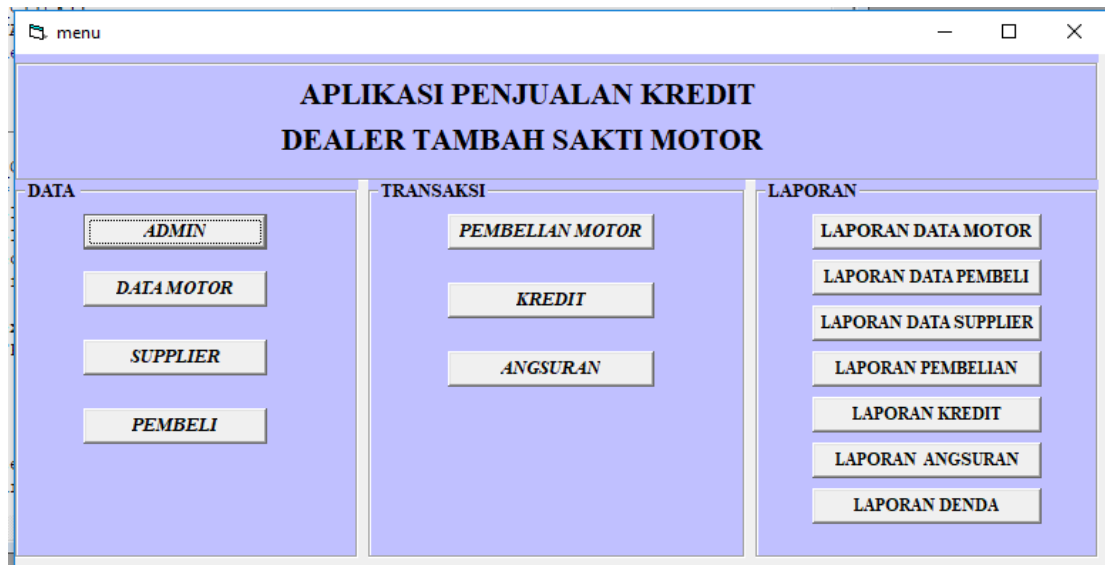 menu
APLIKASI PENJUALAN KREDIT
DEALER TAMBAH SAKTI MOTOR
DATA
ADMIN
DATA MOTOR
SUPPLIER
PEMBELI
TRANSAKSI
PEMBELIAN MOTOR
KREDIT
ANGSURAN
LAPORAN
LAPORAN DATA MOTOR
LAPORAN DATA PEMBELI
LAPORAN DATA SUPPLIER
LAPORAN PEMBELIAN
LAPORAN KREDIT
LAPORAN ANGSURAN
LAPORAN DENDA